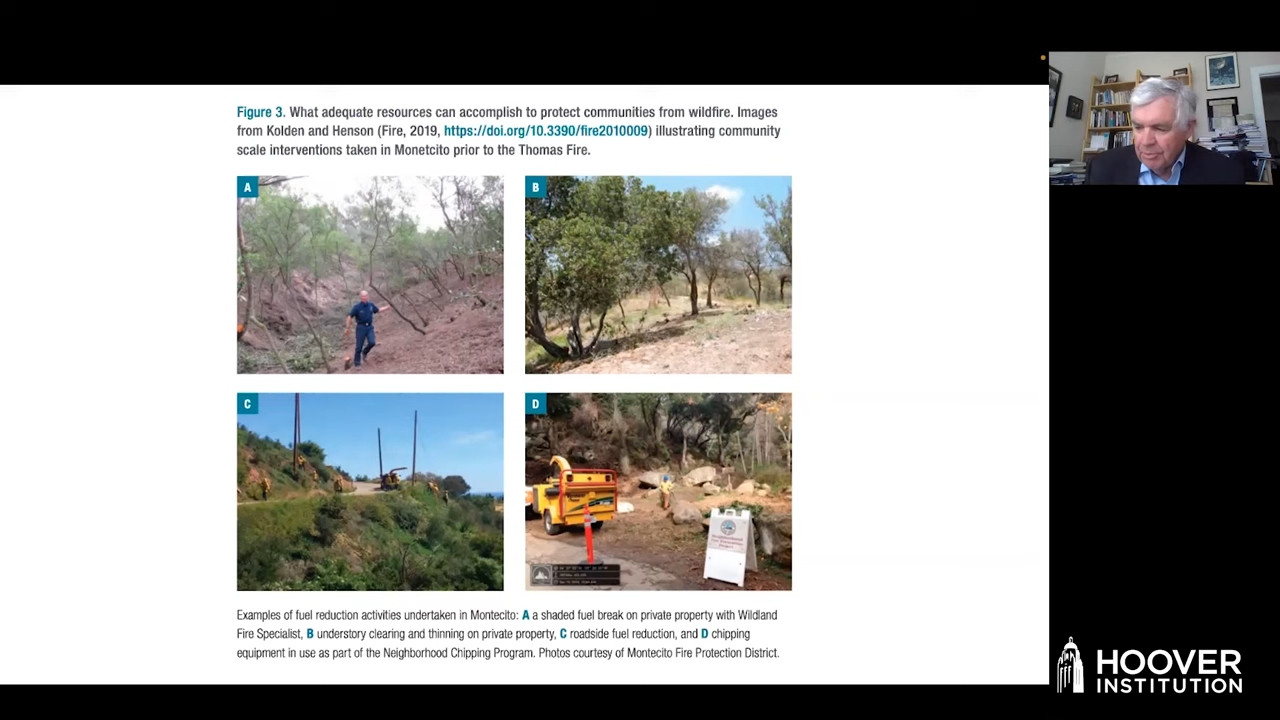 Figure 3. What adequate resources can accomplish to protect communities from wildfire. Images
from Kolden and Henson (Fire, 2019, https://doi.org/10.3390/fire2010009) illustrating community
scale interventions taken in Monetcito prior to the Thomas Fire.
A
B
C
D
Examples of fuel reduction activities undertaken in Montecito: A a shaded fuel break on private property with Wildland
Fire Specialist, B understory clearing and thinning on private property, C roadside fuel reduction, and D chipping
equipment in use as part of the Neighborhood Chipping Program. Photos courtesy of Montecito Fire Protection District.
HOOVER
INSTITUTION